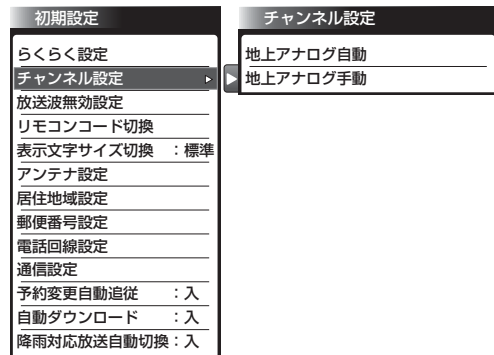 初期設定
らくらく設定
チャンネル設定
放送波無効設定
リモコンコード切換
表示文字サイズ切換 ：標準
アンテナ設定
居住地域設定
郵便番号設定
電話回線設定
通信設定
予約変更自動追従 ：入
自動ダウンロード ：入
降雨対応放送自動切換：入
チャンネル設定
地上アナログ自動
地上アナログ手動